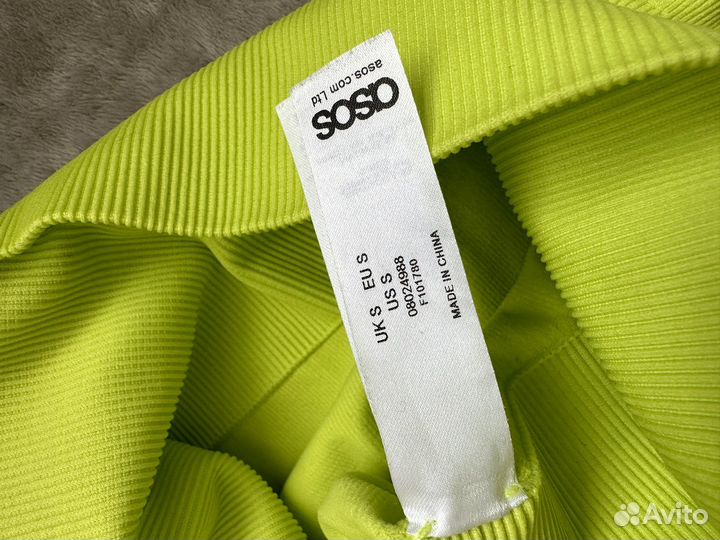 asos
asos.com Ltd
UK S EU S
US S
08024988
F101780
MADE IN CHINA
Avito